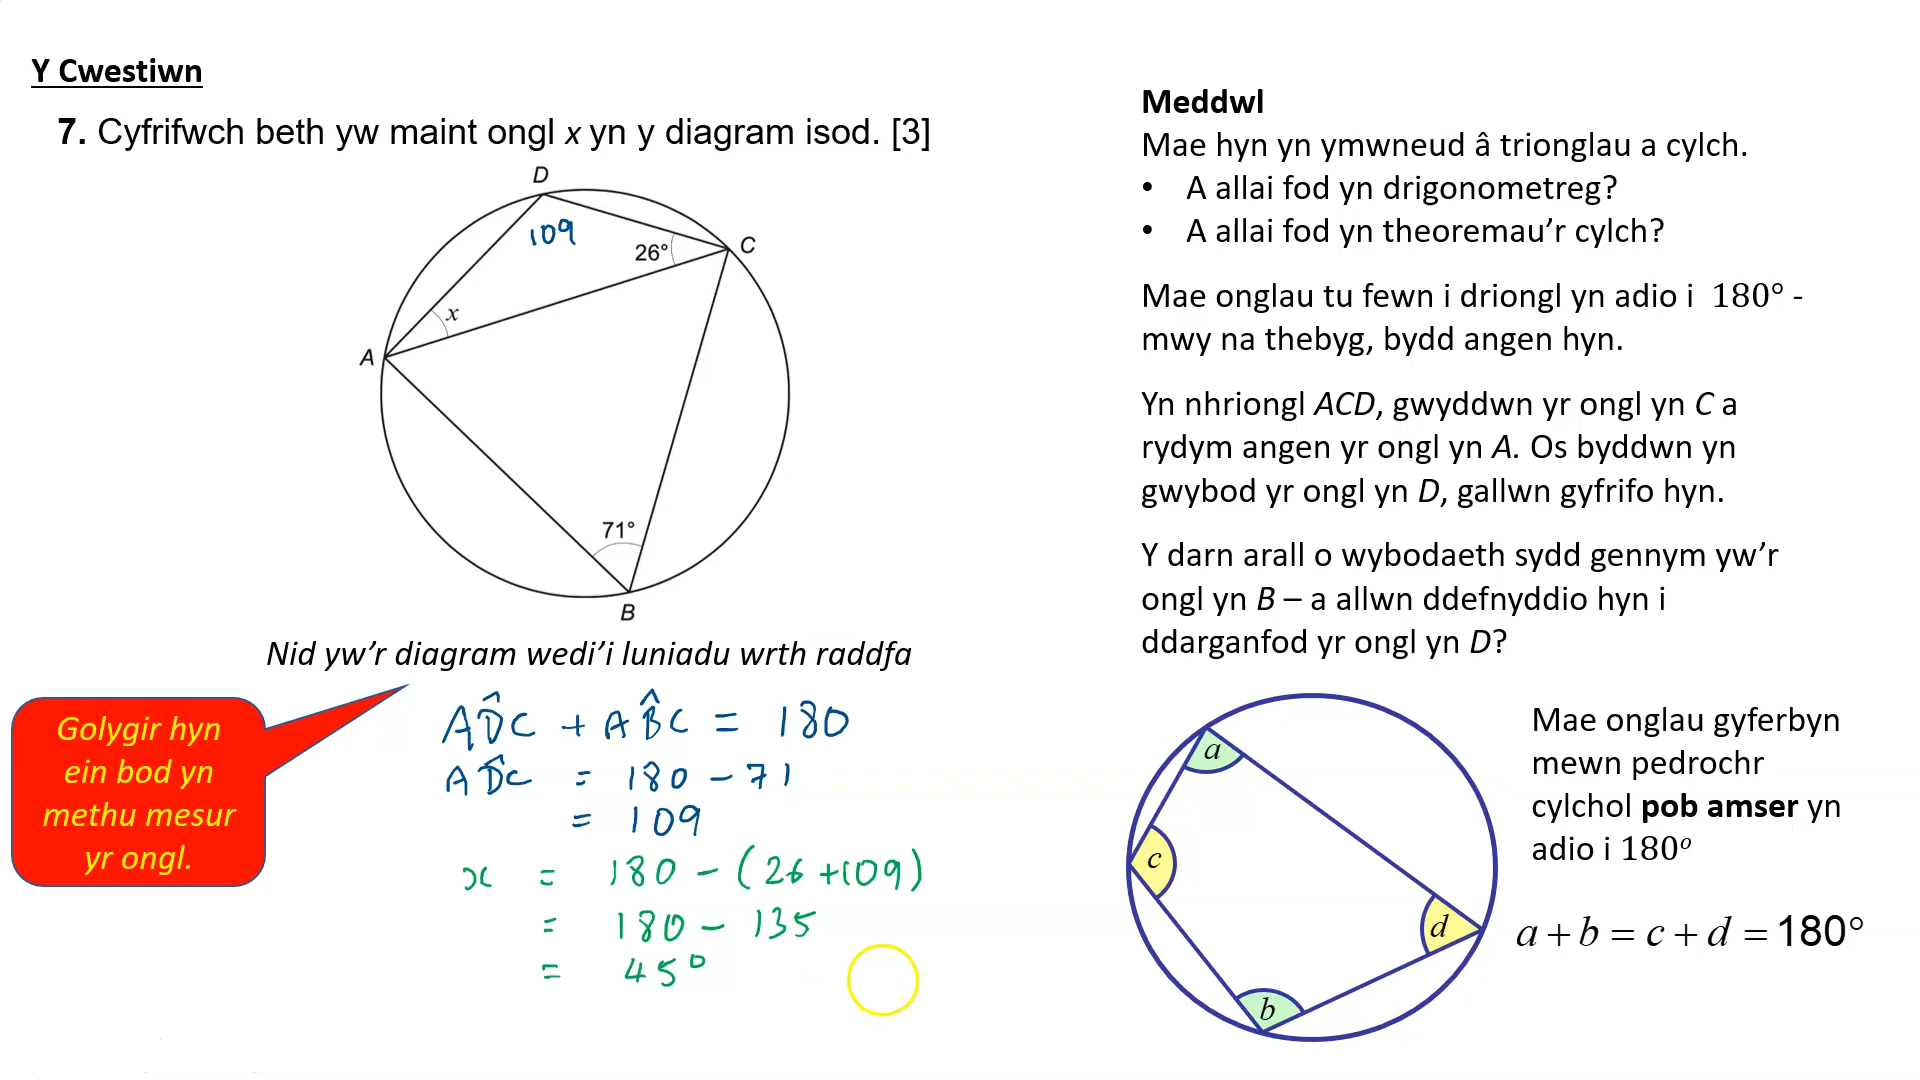 Y Cwestiwn
7. Cyfrifwch beth yw maint ongl x yn y diagram isod. [3]
D
109
26°
C
x
A
71°
B
Nid yw’r diagram wedi’i luniadu wrth raddfa
Golygir hyn
ein bod yn
methu mesur
yr ongl.
AD̂C + AB̂C = 180
AD̂C = 180 - 71
= 109
x = 180 - (26+109)
= 180 - 135
= 45°
Meddwl
Mae hyn yn ymwneud â trionglau a cylch.
• A allai fod yn drigonometreg?
• A allai fod yn theoremau’r cylch?
Mae onglau tu fewn i driongl yn adio i 180° -
mwy na thebyg, bydd angen hyn.
Yn nhriongl ACD, gwyddwn yr ongl yn C a
rydym angen yr ongl yn A. Os byddwn yn
gwybod yr ongl yn D, gallwn gyfrifo hyn.
Y darn arall o wybodaeth sydd gennym yw’r
ongl yn B – a allwn ddefnyddio hyn i
ddarganfod yr ongl yn D?
a
c
d
b
Mae onglau gyferbyn
mewn pedrochr
cylchol pob amser yn
adio i 180°
a + b = c + d = 180°